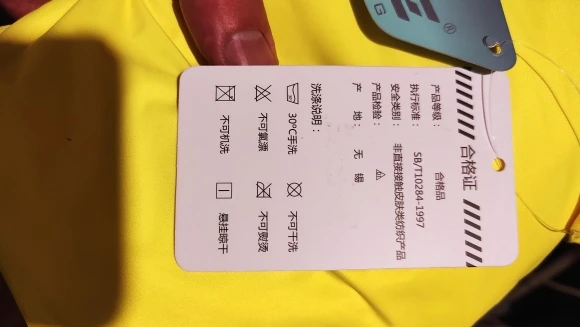 合格证
产品等级： 合格品
执行标准： SB/T10284-1997
安全类别： 非直接接触皮肤类纺织产品
产品检验：
产 地： 无 锡
洗涤说明：
30°C手洗 不可干洗
不可氯漂 不可熨烫
不可机洗 悬挂晾干
G
®